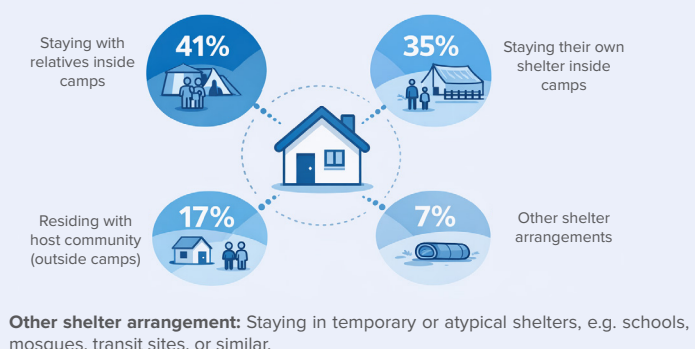 41%
Staying with
relatives inside
camps
35%
Staying their own
shelter inside
camps
17%
Residing with
host community
(outside camps)
7%
Other shelter
arrangements
Other shelter arrangement: Staying in temporary or atypical shelters, e.g. schools,
mosques, transit sites, or similar.